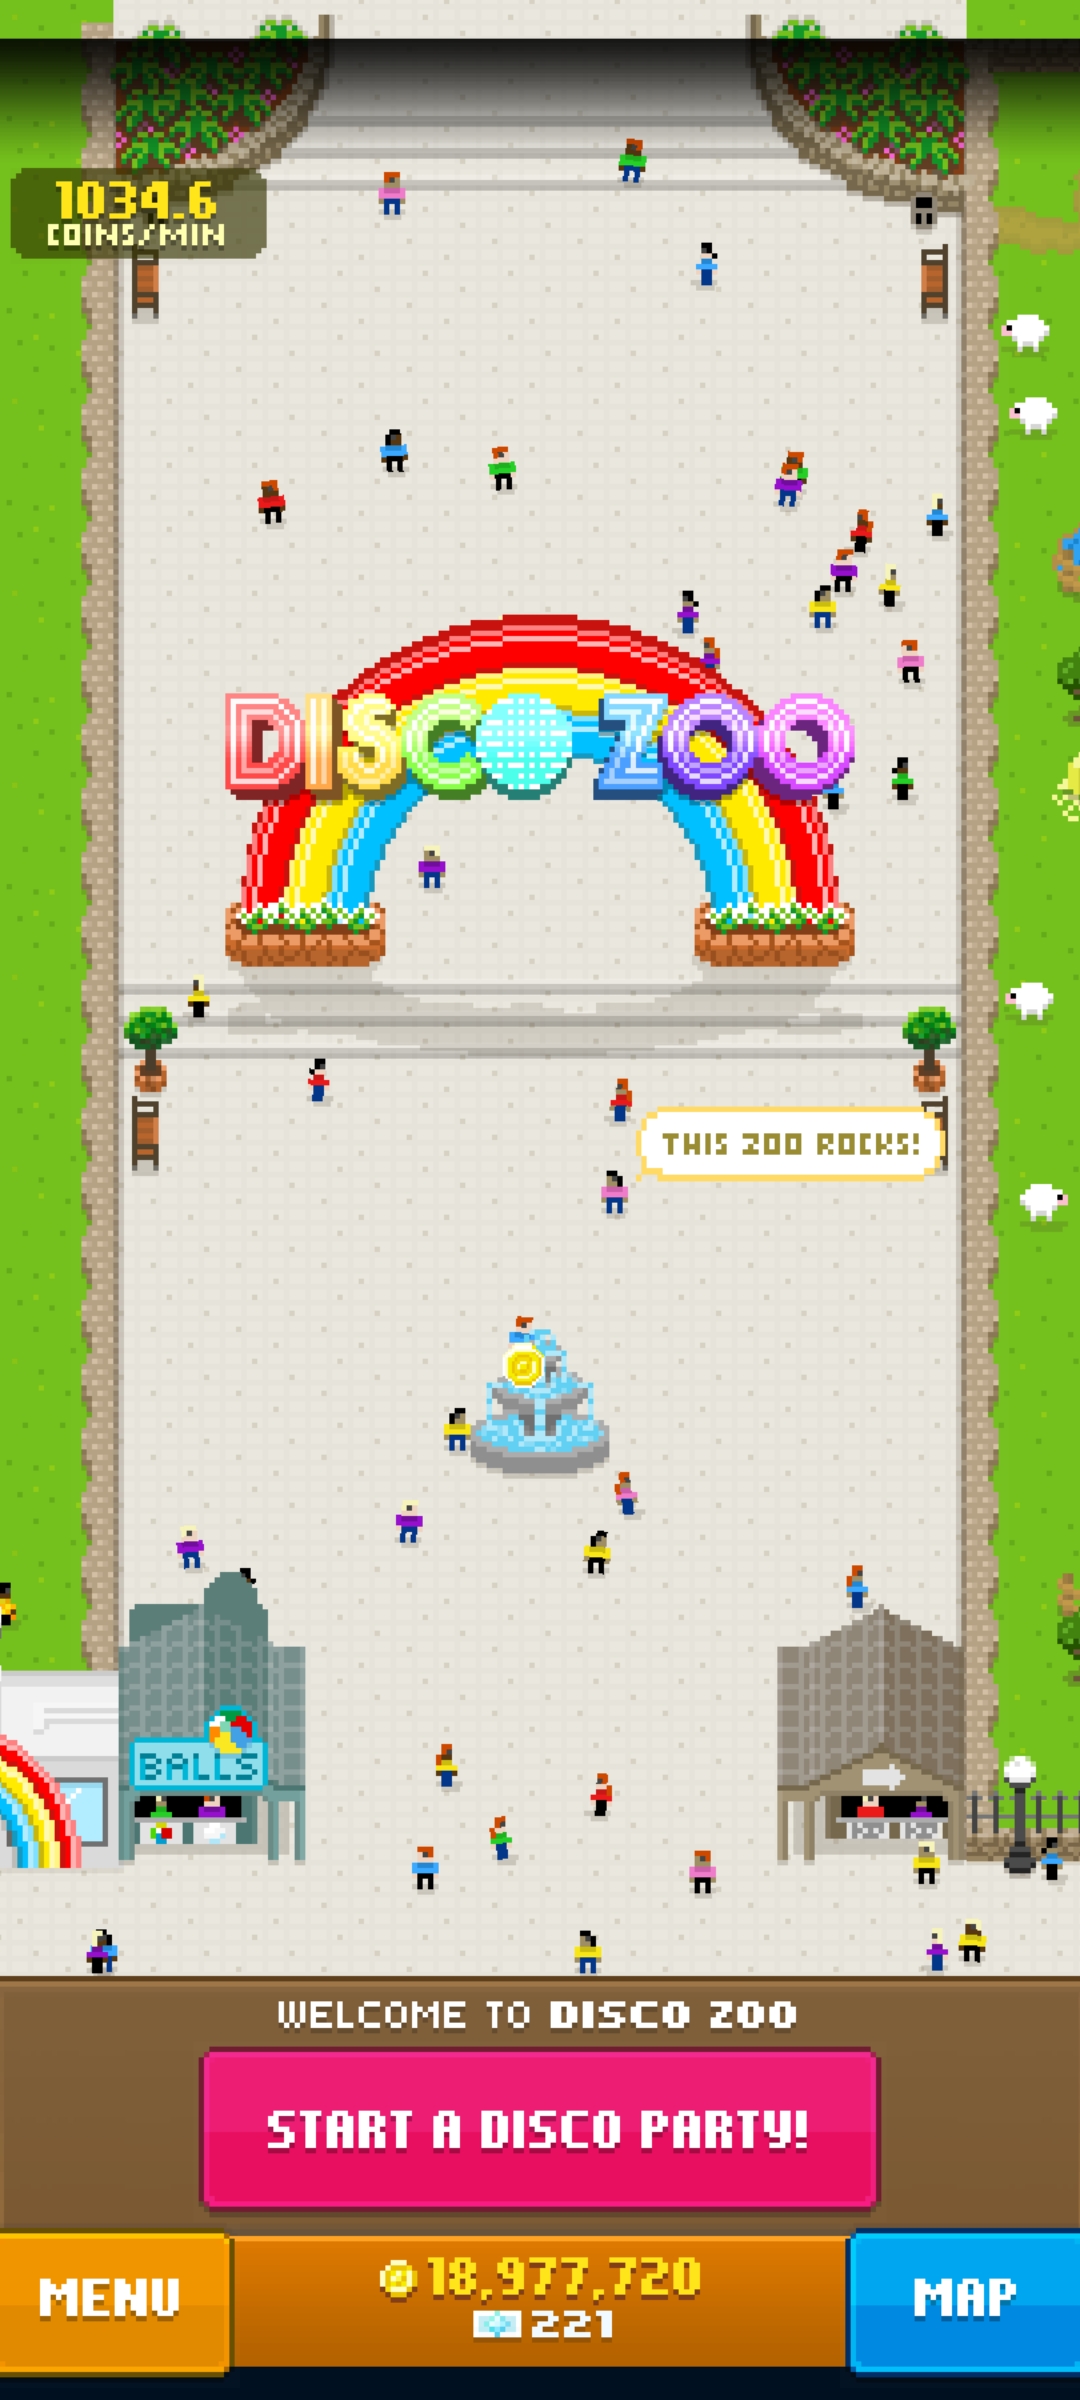 1034.6
COINS/MIN
DISCO ZOO
THIS ZOO ROCKS!
BALLS
WELCOME TO DISCO ZOO
START A DISCO PARTY!
MENU
18,977,720
221
MAP